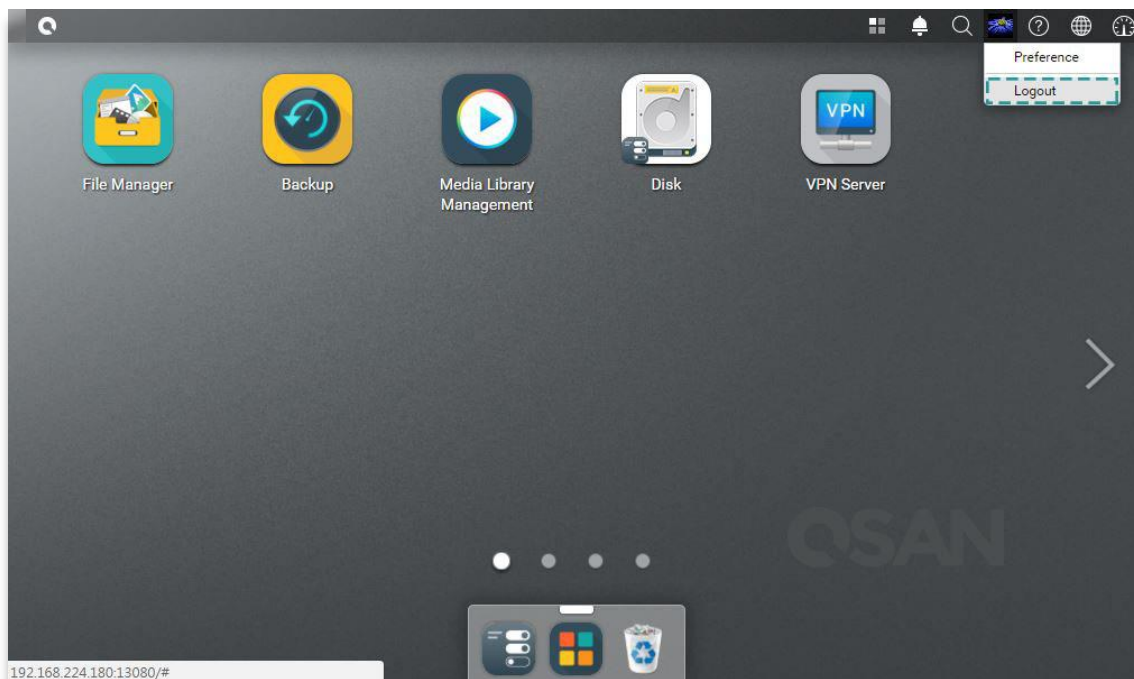 Preference
Logout
VPN
File Manager
Backup
Media Library
Management
Disk
VPN Server
QSAN
192.168.224.180:13080/#